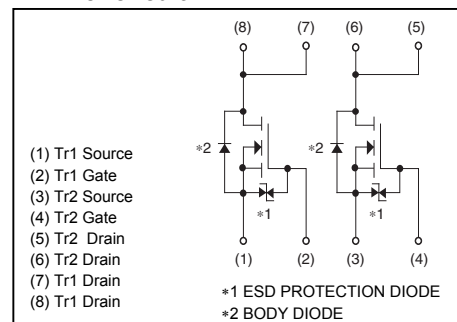 (8) (7) (6) (5)
*2 *2
*1 *1
(1) Tr1 Source
(2) Tr1 Gate
(3) Tr2 Source
(4) Tr2 Gate
(5) Tr2 Drain
(6) Tr2 Drain
(7) Tr1 Drain
(8) Tr1 Drain
(1) (2) (3) (4)
*1 ESD PROTECTION DIODE
*2 BODY DIODE